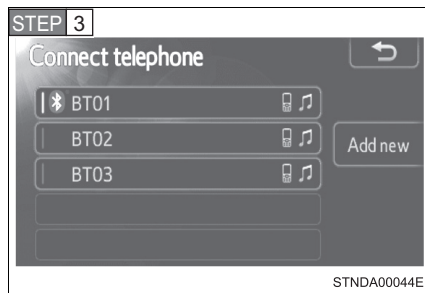 STEP 3
Connect telephone
BT01
BT02
Add new
BT03
STNDA00044E